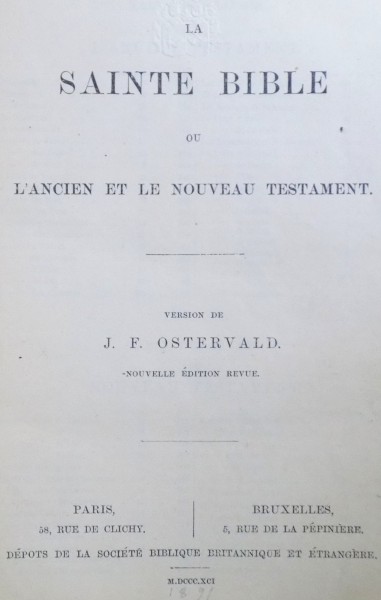 LA
SAINTE BIBLE
OU
L'ANCIEN ET LE NOUVEAU TESTAMENT.
VERSION DE
J. F. OSTERVALD.
NOUVELLE ÉDITION REVUE.
PARIS,
58, RUE DE CLICHY.
BRUXELLES,
5, RUE DE LA PÉPINIÈRE.
DÉPOTS DE LA SOCIÉTÉ BIBLIQUE BRITANNIQUE ET ÉTRANGÈRE.
M.DCCC.XCI
1891